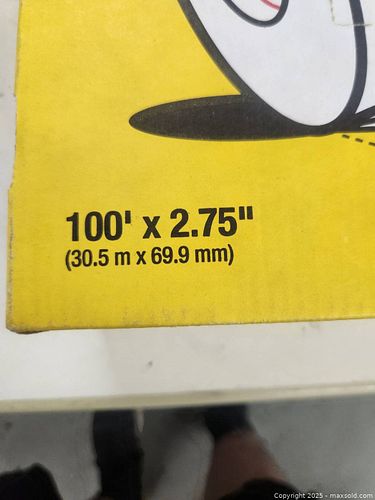 100' x 2.75"
(30.5 m x 69.9 mm)
Copyright 2025 - maxsold.com